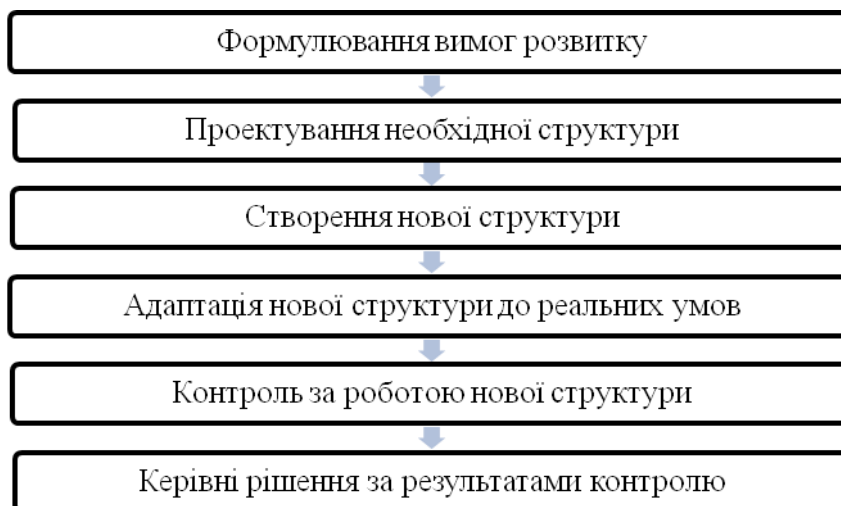 Формулювання вимог розвитку
Проектування необхідної структури
Створення нової структури
Адаптація нової структури до реальних умов
Контроль за роботою нової структури
Керівні рішення за результатами контролю